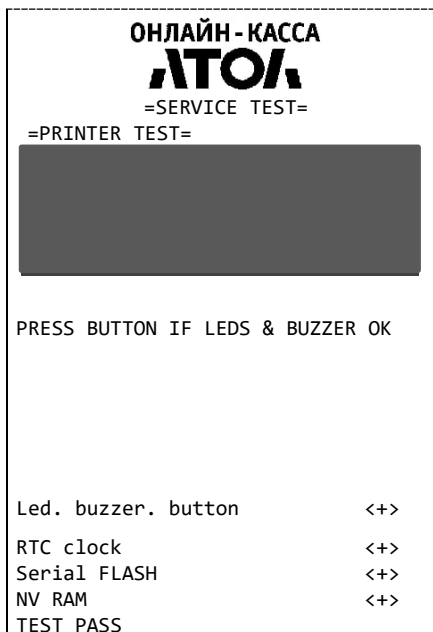 ОНЛАЙН-КАССА
АТОЛ
=SERVICE TEST=
=PRINTER TEST=
PRESS BUTTON IF LEDS & BUZZER OK
Led. buzzer. button <+>
RTC clock <+>
Serial FLASH <+>
NV RAM <+>
TEST PASS